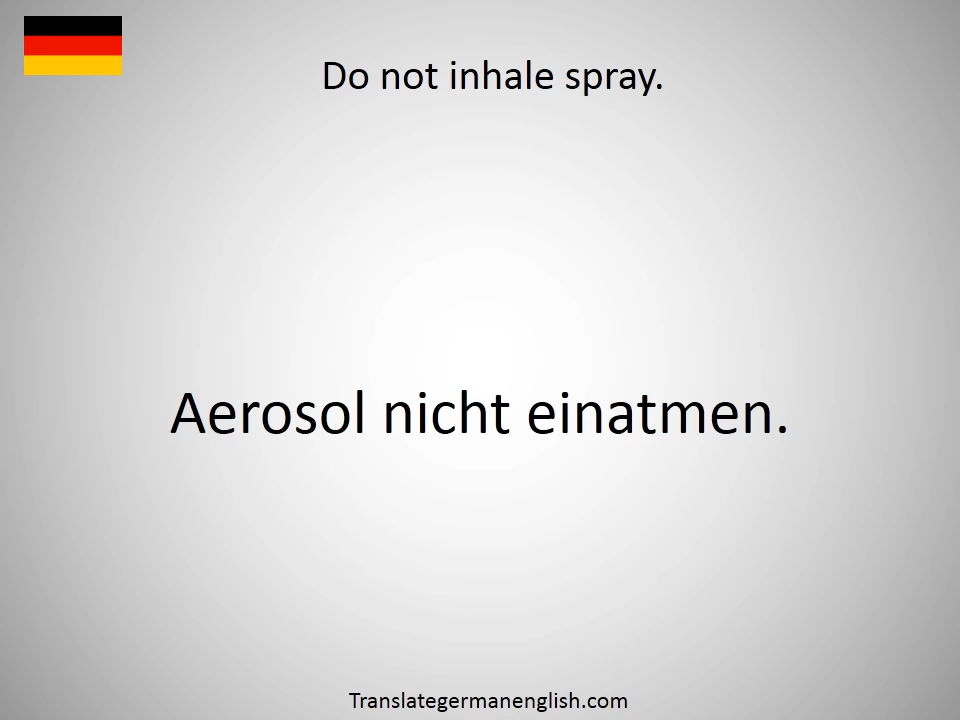 Do not inhale spray.
Aerosol nicht einatmen.
Translategermanenglish.com